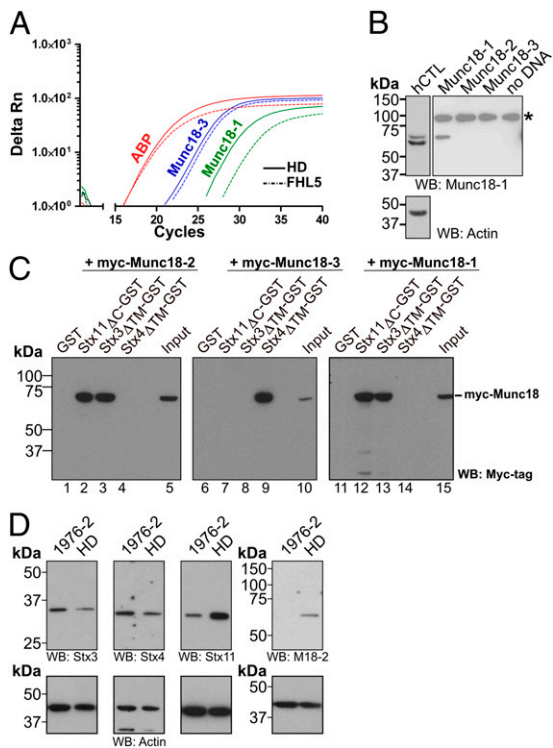 A
Delta Rn
1.0x10³
1.0x10²
1.0x10¹
1.0x10⁰
ABP
Munc18-3
Munc18-1
HD
FHL5
15 20 25 30 35 40
Cycles
B
kDa
hCTL
Munc18-1
Munc18-2
Munc18-3
no DNA
150
100
75
50
37
*
WB: Munc18-1
50
37
WB: Actin
C
+ myc-Munc18-2
+ myc-Munc18-3
+ myc-Munc18-1
GST
Stx11ΔC-GST
Stx3ΔTM-GST
Stx4ΔTM-GST
Input
GST
Stx11ΔC-GST
Stx3ΔTM-GST
Stx4ΔTM-GST
Input
GST
Stx11ΔC-GST
Stx3ΔTM-GST
Stx4ΔTM-GST
Input
kDa
100
75
50
37
myc-Munc18
WB: Myc-tag
1 2 3 4 5 6 7 8 9 10 11 12 13 14 15
D
kDa
1976-2
HD
1976-2
HD
1976-2
HD
kDa
1976-2
HD
50
37
25
150
100
75
50
WB: Stx3
WB: Stx4
WB: Stx11
WB: M18-2
kDa
50
37
kDa
50
37
WB: Actin